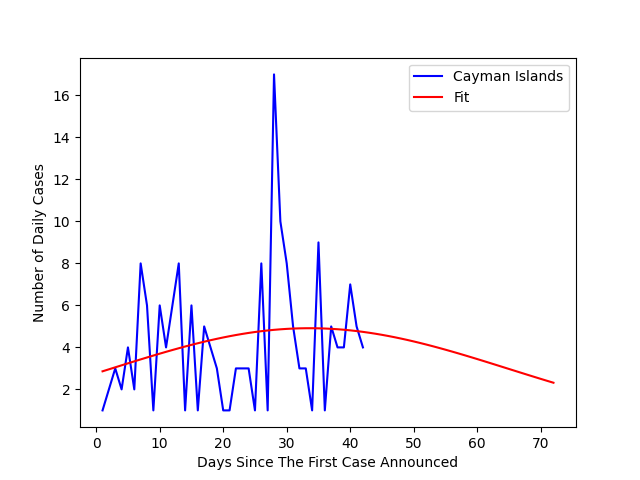 Cayman Islands
Fit
16
14
12
10
8
6
4
2
Number of Daily Cases
0 10 20 30 40 50 60 70
Days Since The First Case Announced